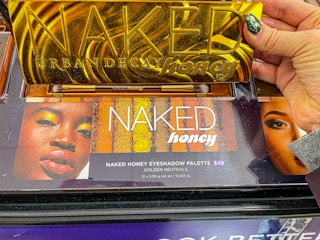 NAKED
URBAN DECAY honey
NAKED
honey
NAKED HONEY EYESHADOW PALETTE $49
GOLDEN NEUTRALS